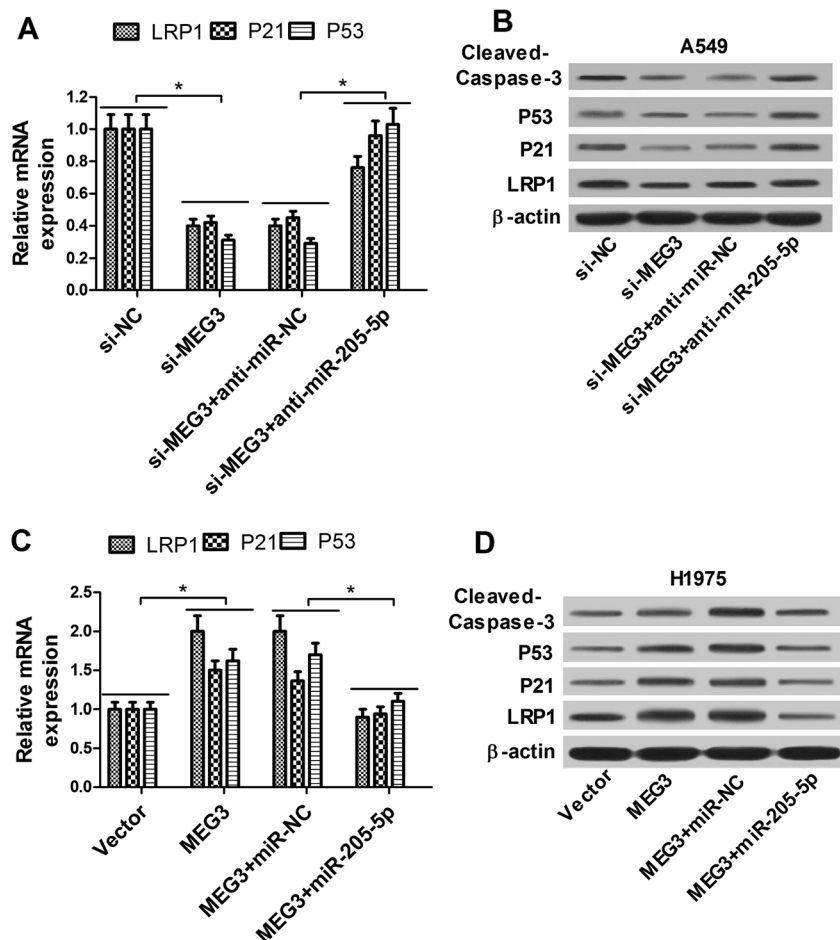 A
LRP1 P21 P53
* *
Relative mRNA
expression
1.2
1.0
0.8
0.6
0.4
0.2
0.0
si-NC
si-MEG3
si-MEG3+anti-miR-NC
si-MEG3+anti-miR-205-5p
B
A549
Cleaved-
Caspase-3
P53
P21
LRP1
β-actin
si-NC
si-MEG3
si-MEG3+anti-miR-NC
si-MEG3+anti-miR-205-5p
C
LRP1 P21 P53
* *
Relative mRNA
expression
2.5
2.0
1.5
1.0
0.5
0.0
Vector
MEG3
MEG3+miR-NC
MEG3+miR-205-5p
D
H1975
Cleaved-
Caspase-3
P53
P21
LRP1
β-actin
Vector
MEG3
MEG3+miR-NC
MEG3+miR-205-5p